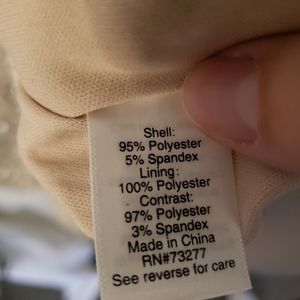 Shell:
95% Polyester
5% Spandex
Lining:
100% Polyester
Contrast:
97% Polyester
3% Spandex
Made in China
RN#73277
See reverse for care